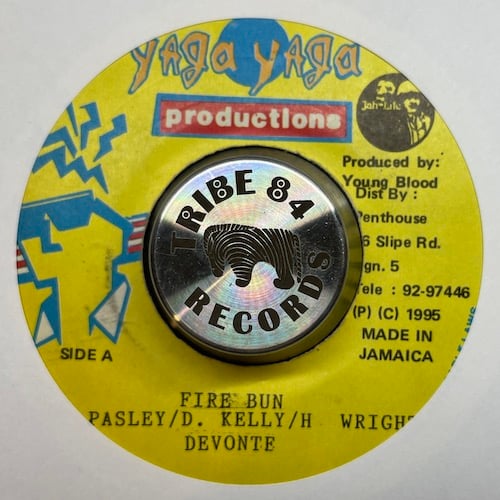 yaga yaga
productions
Jah-Life
Produced by:
Young Blood
Dist By :
Penthouse
6 Slipe Rd.
gn. 5
ele : 92-97446
(P) (C) 1995
MADE IN
JAMAICA
TRIBE 84
RECORDS
SIDE A
FIRE BUN
PASLEY/D. KELLY/H WRIGHT
DEVONTE